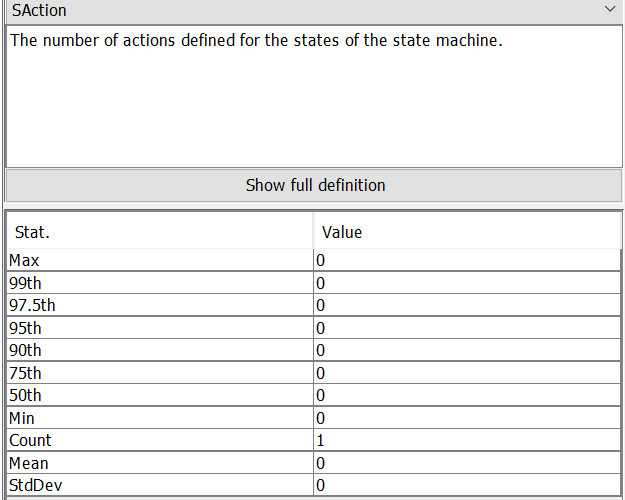 SAction
The number of actions defined for the states of the state machine.
Show full definition
Stat. Value
Max 0
99th 0
97.5th 0
95th 0
90th 0
75th 0
50th 0
Min 0
Count 1
Mean 0
StdDev 0